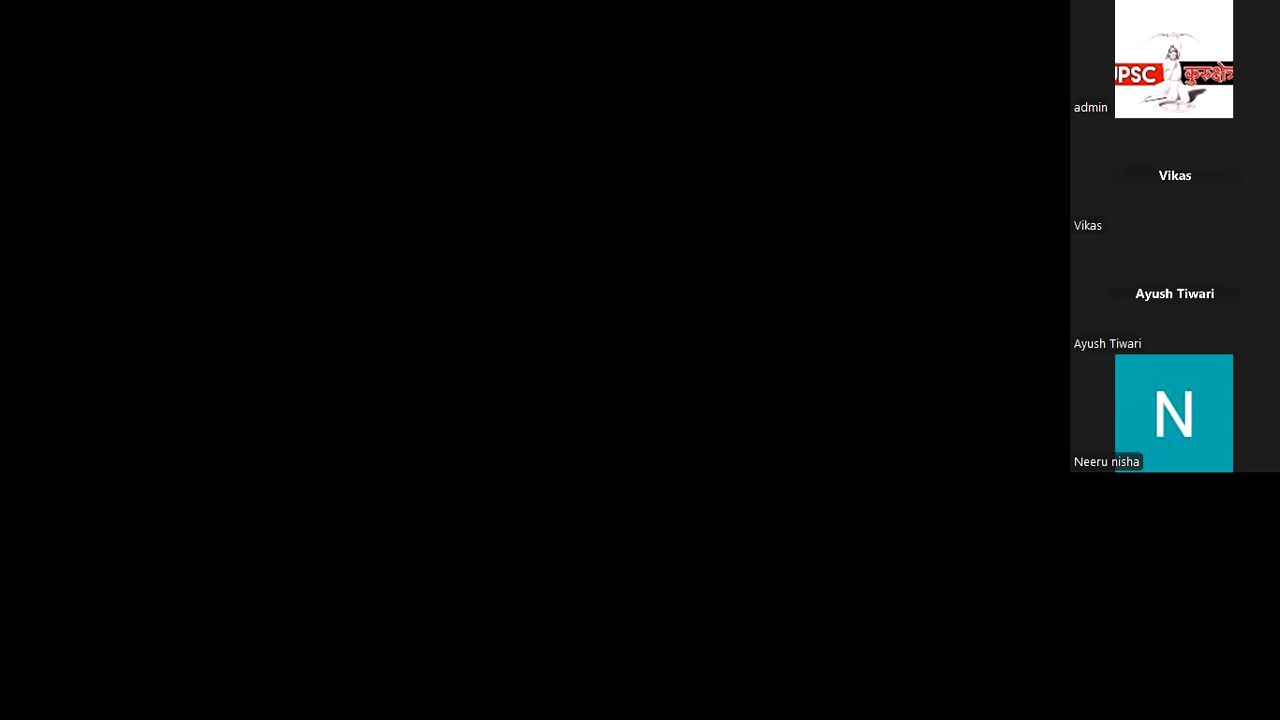 UPSC कुरुक्षेत्र
admin
Vikas
Vikas
Ayush Tiwari
Ayush Tiwari
N
Neeru nisha